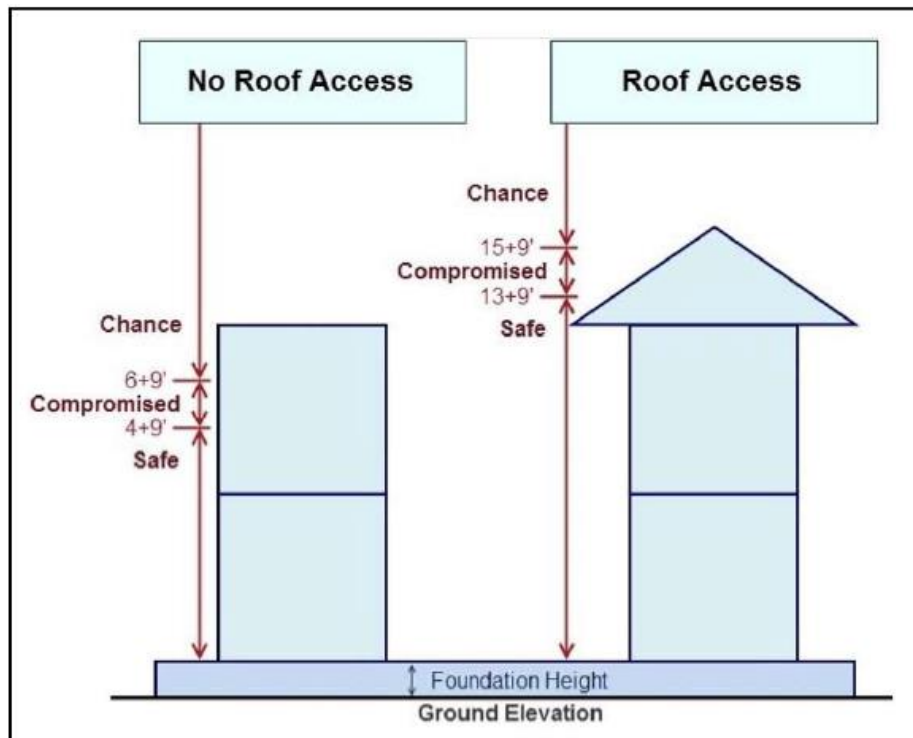 No Roof Access
Roof Access
Chance
15+9'
Compromised
13+9'
Safe
Chance
6+9'
Compromised
4+9'
Safe
Foundation Height
Ground Elevation